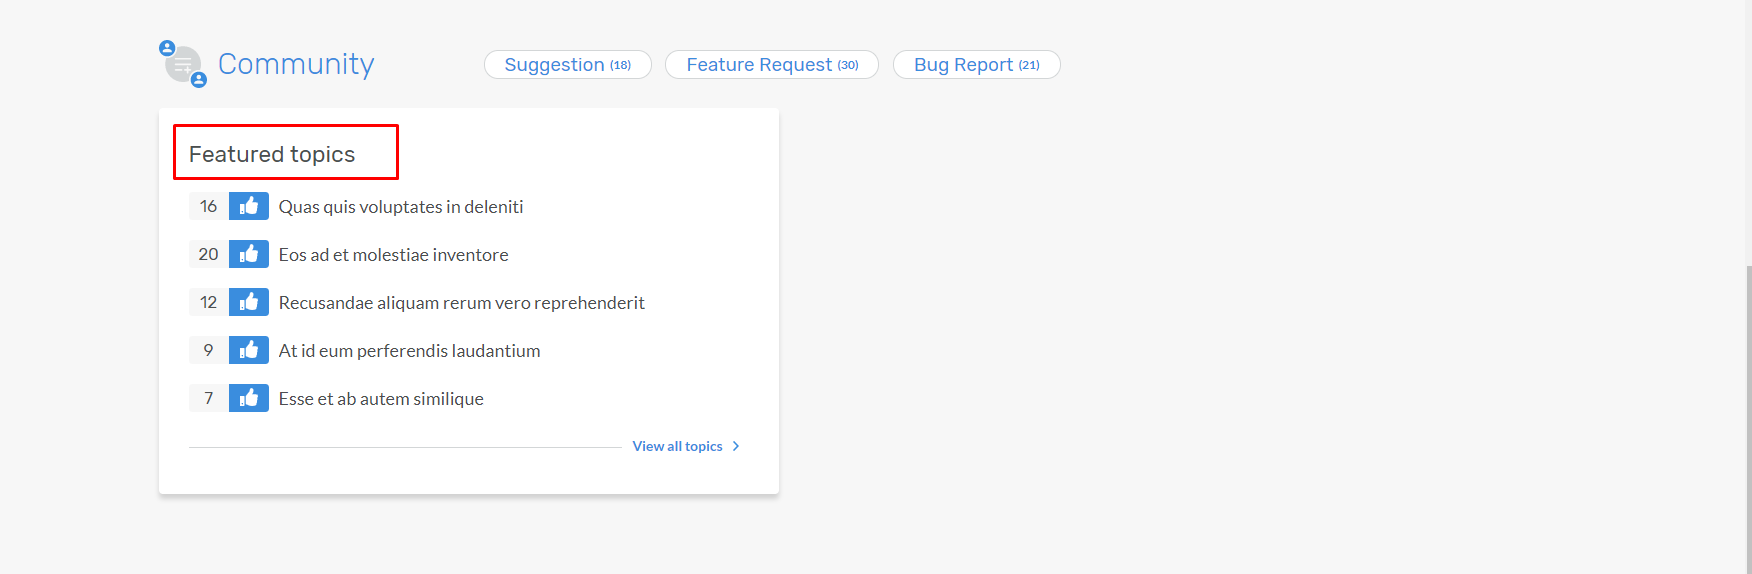 Community
Suggestion (18)
Feature Request (30)
Bug Report (21)
Featured topics
16 Quas quis voluptates in deleniti
20 Eos ad et molestiae inventore
12 Recusandae aliquam rerum vero reprehenderit
9 At id eum perferendis laudantium
7 Esse et ab autem similique
View all topics